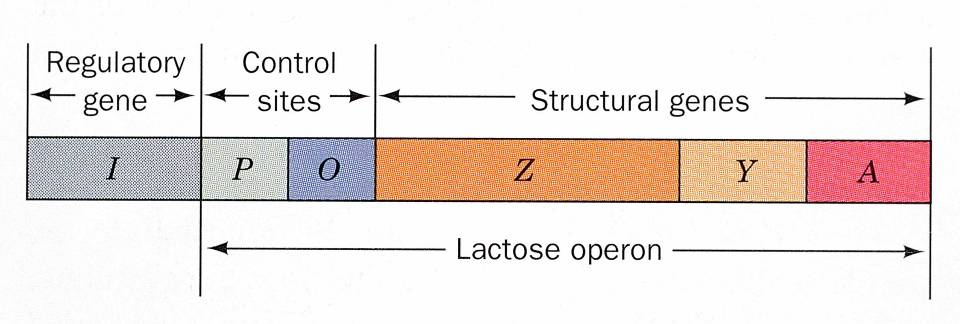 Regulatory
gene
Control
sites
Structural genes
I P O Z Y A
Lactose operon